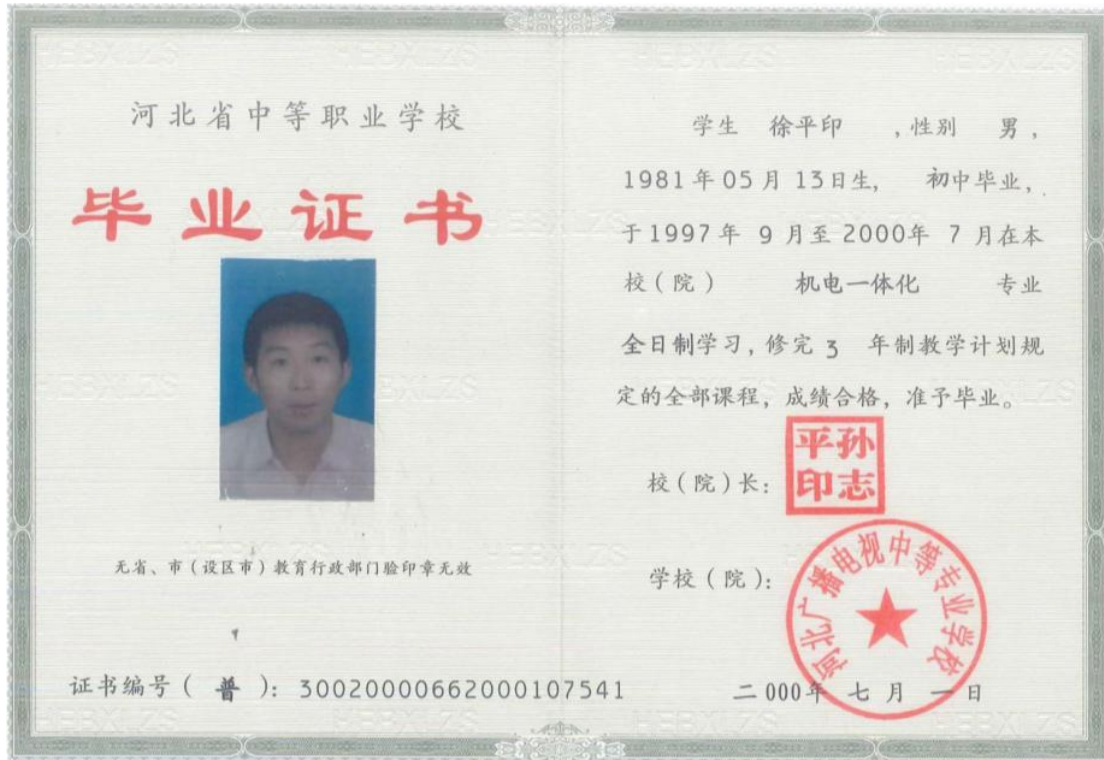 河北省中等职业学校
毕业证书
无省、市（设区市）教育行政部门验印章无效
证书编号（ 普 ）：30020000662000107541
学生 徐平印 ，性别 男，
1981年05月13日生， 初中毕业，
于1997年 9月至2000年 7月在本
校（院） 机电一体化 专业
全日制学习，修完 3 年制教学计划规
定的全部课程，成绩合格，准予毕业。
校（院）长：
孙志平印
学校（院）：
河北广播电视中等专业学校
二000年 七月 一日
HEBXLZS